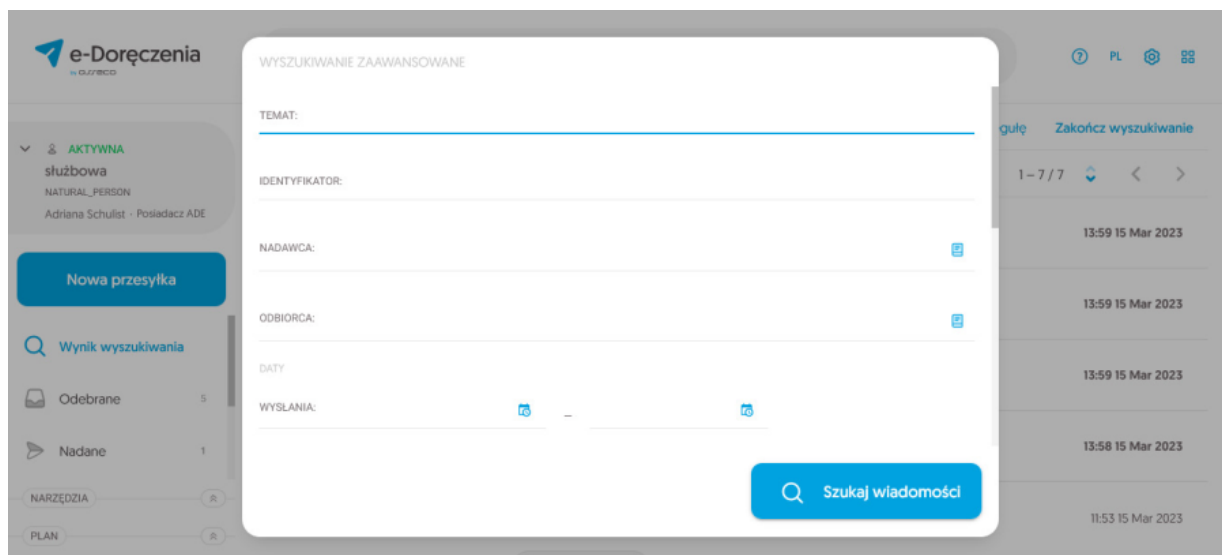 e-Doręczenia
by asseco
PL
WYSZUKIWANIE ZAAWANSOWANE
TEMAT:
IDENTYFIKATOR:
NADAWCA:
ODBIORCA:
DATY
WYSŁANIA:
–
Szukaj wiadomości
AKTYWNA
służbowa
NATURAL_PERSON
Adriana Schulist - Posiadacz ADE
Nowa przesyłka
Wynik wyszukiwania
Odebrane 5
Nadane 1
NARZĘDZIA
PLAN
gułę Zakończ wyszukiwanie
1 – 7 / 7
13:59 15 Mar 2023
13:59 15 Mar 2023
13:59 15 Mar 2023
13:58 15 Mar 2023
11:53 15 Mar 2023